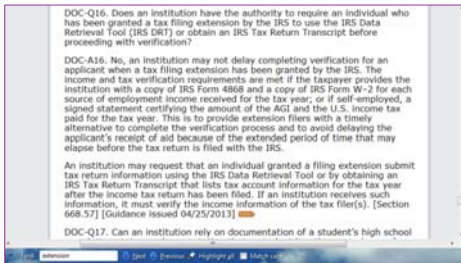 DOC-Q16. Does an institution have the authority to require an individual who
has been granted a tax filing extension by the IRS to use the IRS Data
Retrieval Tool (IRS DRT) or obtain an IRS Tax Return Transcript before
proceeding with verification?
DOC-A16. No, an institution may not delay completing verification for an
applicant when a tax filing extension has been granted by the IRS. The
income and tax verification requirements are met if the taxpayer provides the
institution with a copy of IRS Form 4868 and a copy of IRS Form W–2 for each
source of employment income received for the tax year; or if self-employed, a
signed statement certifying the amount of the AGI and the U.S. income tax
paid for the tax year. This is to provide extension filers with a timely
alternative to complete the verification process and to avoid delaying the
applicant's receipt of aid because of the extended period of time that may
elapse before the tax return is filed with the IRS.
An institution may request that an individual granted a filing extension submit
tax return information using the IRS Data Retrieval Tool or by obtaining an
IRS Tax Return Transcript that lists tax account information for the tax year
after the income tax return has been filed. If an institution receives such
information, it must verify the income information of the tax filer(s). [Section
668.57] [Guidance issued 04/25/2013]
DOC-Q17. Can an institution rely on documentation of a student's high school
Find: extension Next Previous Highlight all Match case